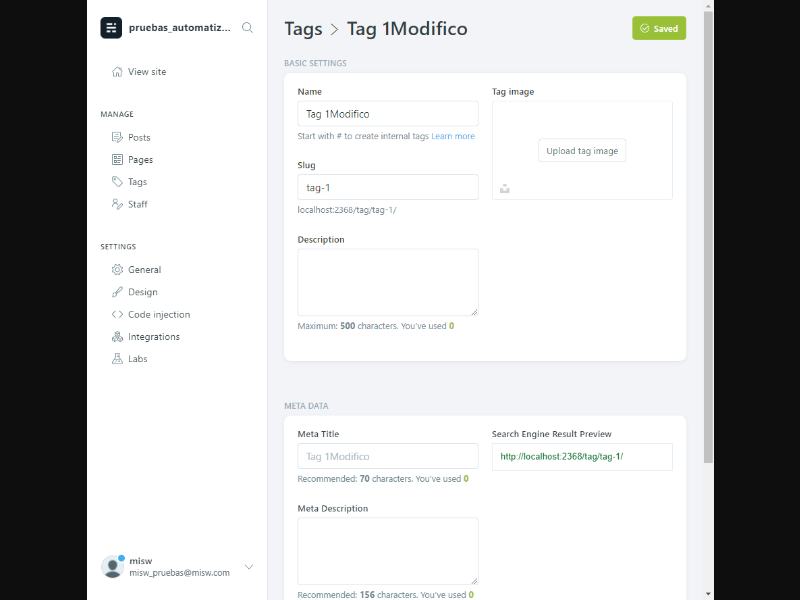 pruebas_automatiz...
View site
MANAGE
Posts
Pages
Tags
Staff
SETTINGS
General
Design
Code injection
Integrations
Labs
misw
misw_pruebas@misw.com
Tags > Tag 1Modifico
Saved
BASIC SETTINGS
Name
Tag 1Modifico
Start with # to create internal tags Learn more
Slug
tag-1
localhost:2368/tag/tag-1/
Description
Maximum: 500 characters. You've used 0
Tag image
Upload tag image
META DATA
Meta Title
Tag 1Modifico
Recommended: 70 characters. You've used 0
Meta Description
Recommended: 156 characters. You've used 0
Search Engine Result Preview
http://localhost:2368/tag/tag-1/